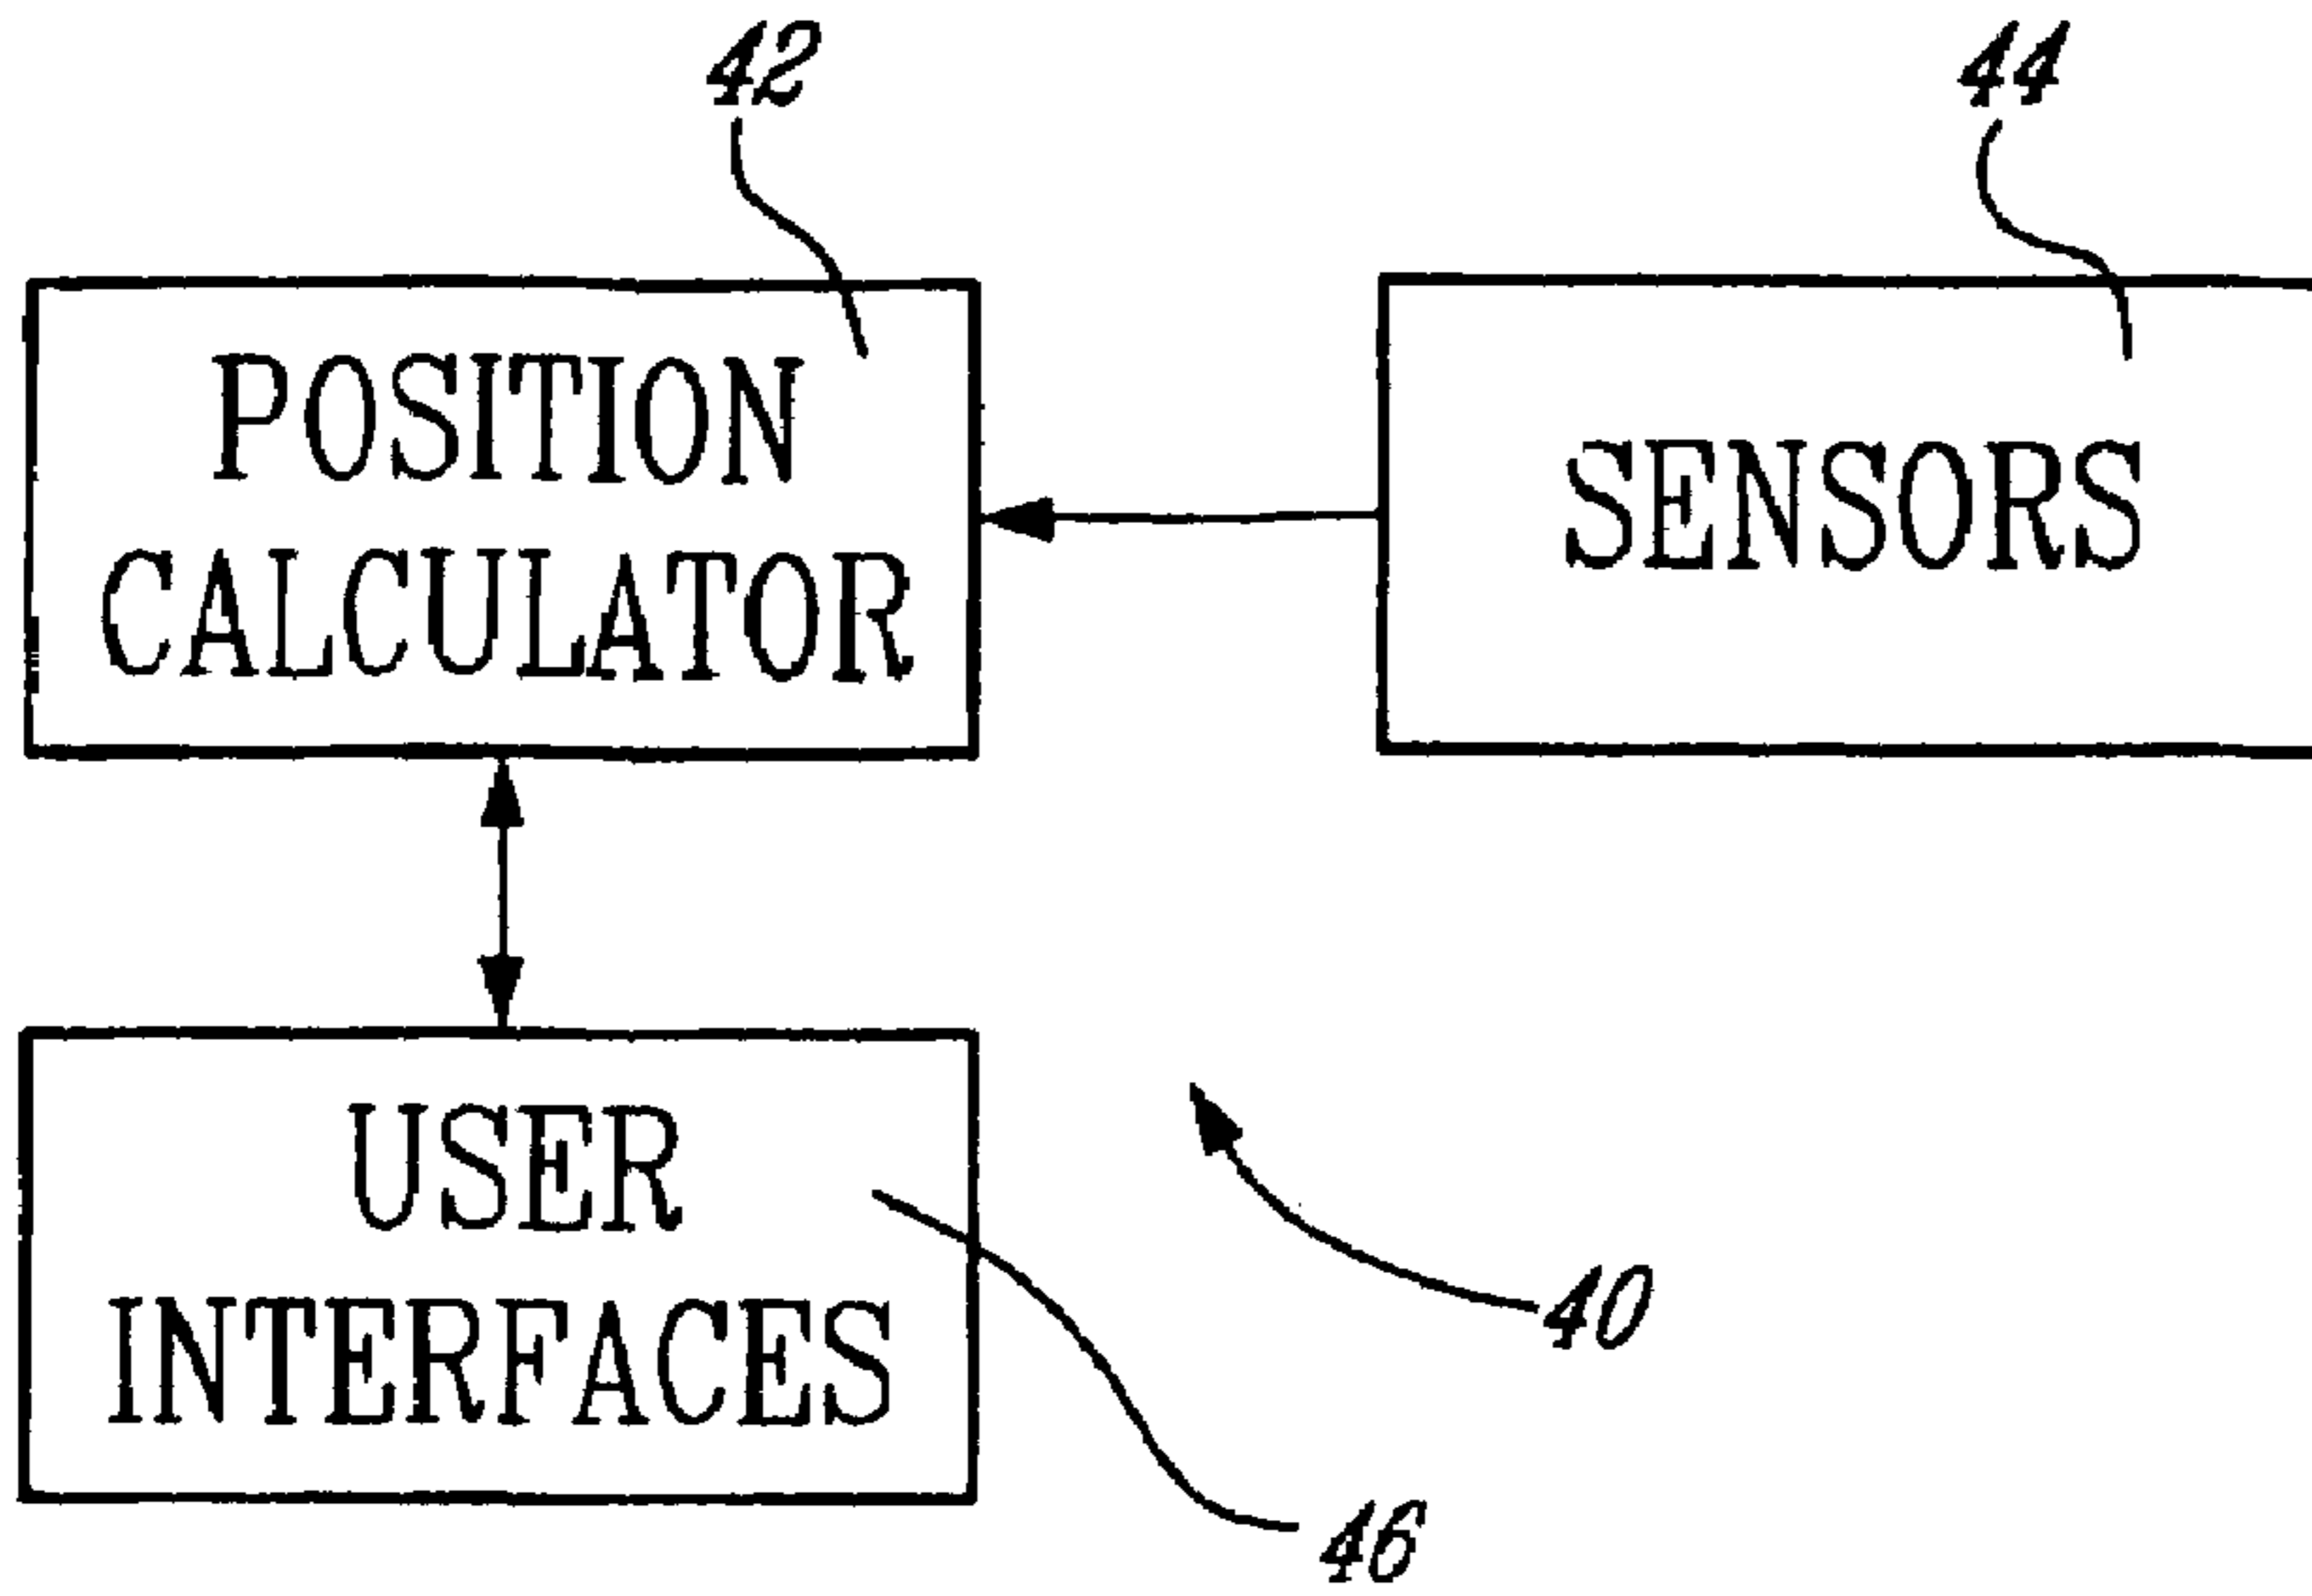 42
44
POSITION
CALCULATOR
SENSORS
USER
INTERFACES
40
46